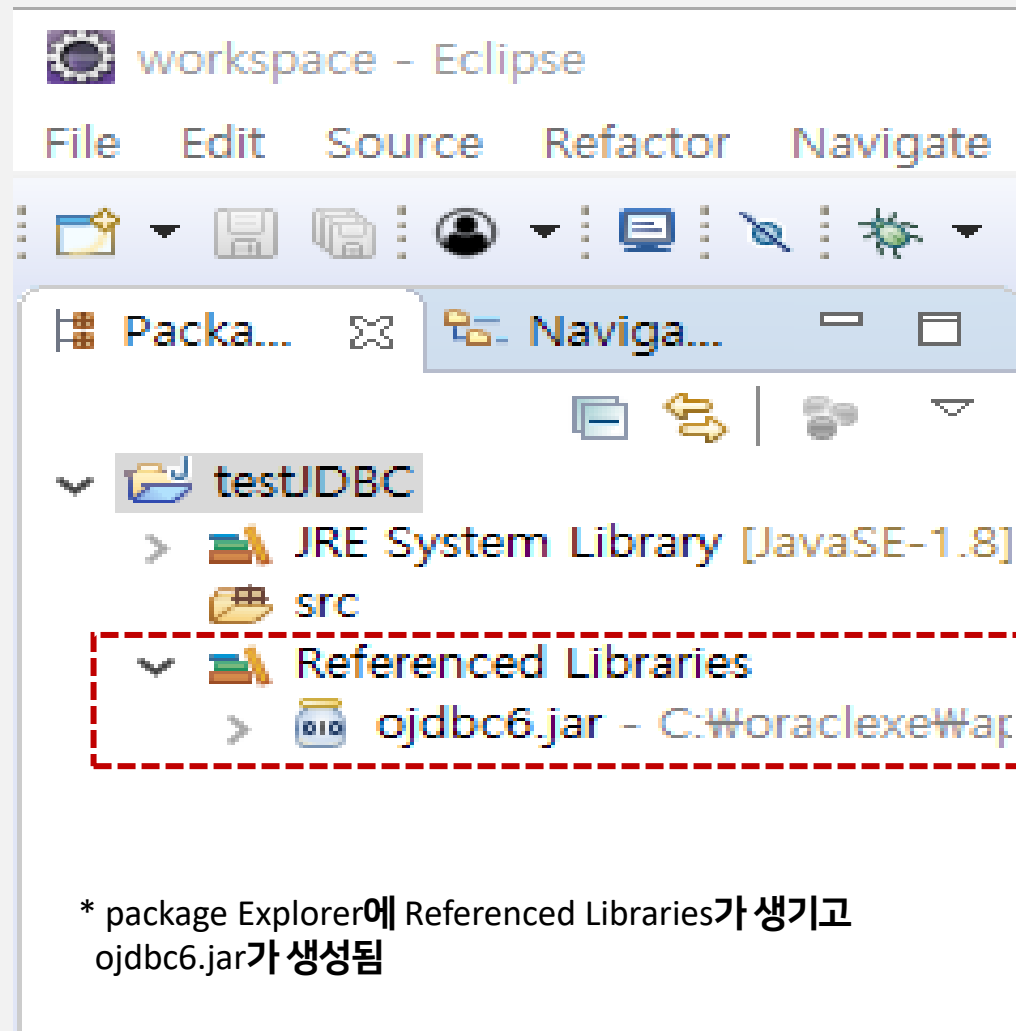 workspace - Eclipse
File Edit Source Refactor Navigate
Packa... Naviga...
testJDBC
JRE System Library [JavaSE-1.8]
src
Referenced Libraries
010 ojdbc6.jar - C:₩oraclexe₩ap
* package Explorer에 Referenced Libraries가 생기고
ojdbc6.jar가 생성됨